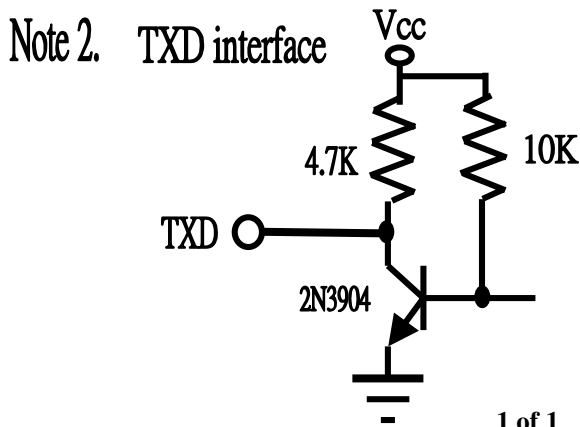 Note 2. TXD interface
Vcc
4.7K
10K
TXD
2N3904
1 of 1